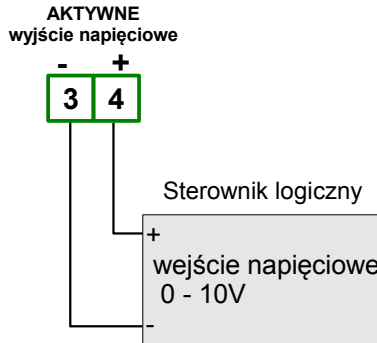 AKTYWNE
wyjście napięciowe
- +
3 4
Sterownik logiczny
+
wejście napięciowe
0 - 10V
-